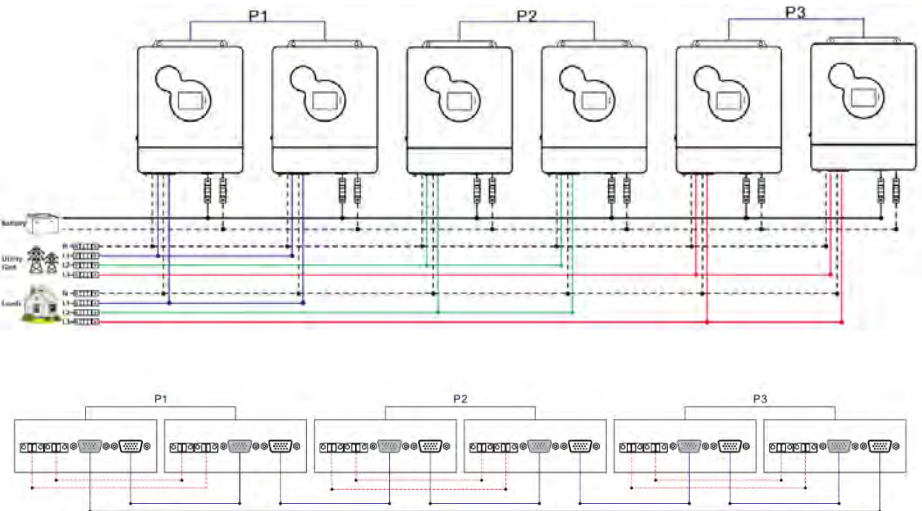 P1 P2 P3
Battery
N
Utility L1
Grid L2
L3
N
Loads L1
L2
L3
P1 P2 P3